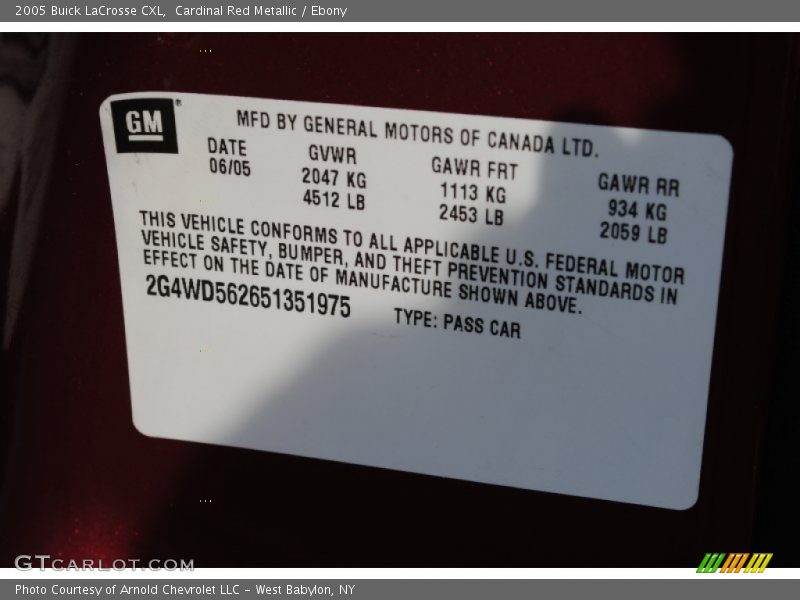 2005 Buick LaCrosse CXL,  Cardinal Red Metallic / Ebony
GM
MFD BY GENERAL MOTORS OF CANADA LTD.
DATE GVWR GAWR FRT GAWR RR
06/05 2047 KG 1113 KG 934 KG
4512 LB 2453 LB 2059 LB
THIS VEHICLE CONFORMS TO ALL APPLICABLE U.S. FEDERAL MOTOR
VEHICLE SAFETY, BUMPER, AND THEFT PREVENTION STANDARDS IN
EFFECT ON THE DATE OF MANUFACTURE SHOWN ABOVE.
2G4WD562651351975 TYPE: PASS CAR
GTCARLOT.COM
Photo Courtesy of Arnold Chevrolet LLC - West Babylon, NY